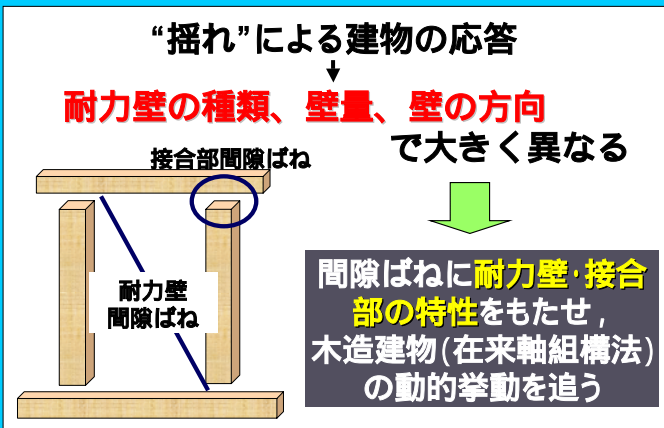 “揺れ”による建物の応答
耐力壁の種類、壁量、壁の方向
で大きく異なる
接合部間隙ばね
耐力壁
間隙ばね
間隙ばねに耐力壁・接合
部の特性をもたせ，
木造建物(在来軸組構法)
の動的挙動を追う